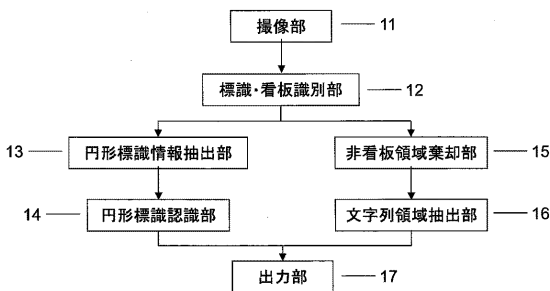 撮像部 11
標識・看板識別部 12
13 円形標識情報抽出部
非看板領域棄却部 15
14 円形標識認識部
文字列領域抽出部 16
出力部 17